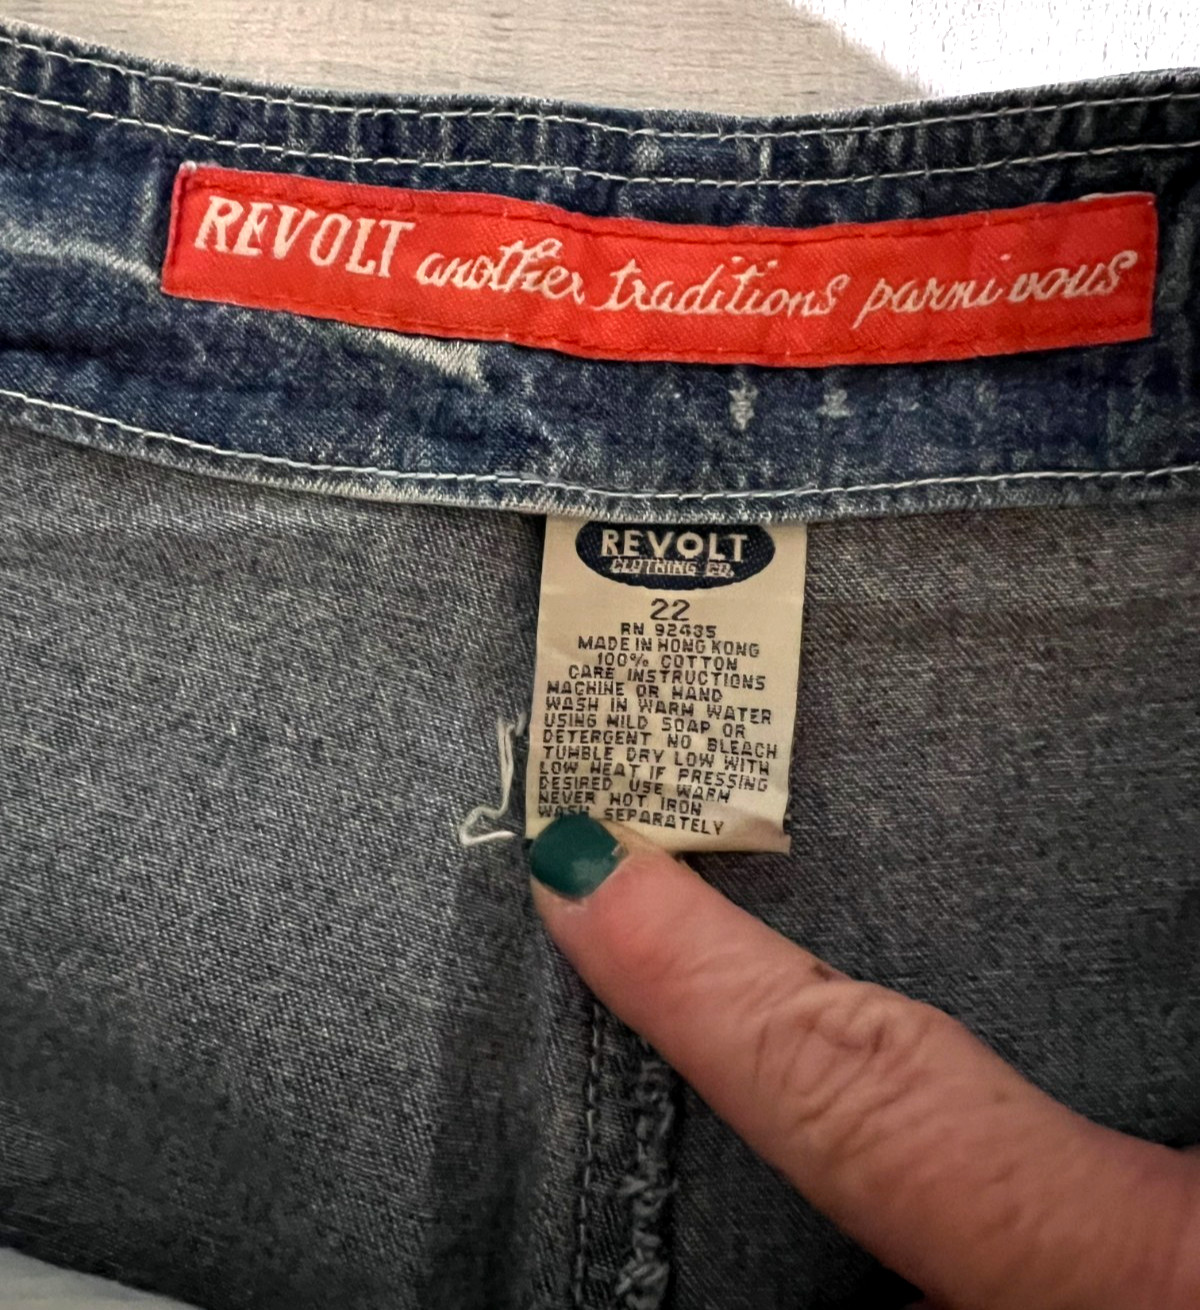 REVOLT another traditions parmi vous
REVOLT
CLOTHING CO.
22
RN 92435
MADE IN HONG KONG
100% COTTON
CARE INSTRUCTIONS
MACHINE OR HAND
WASH IN WARM WATER
USING MILD SOAP OR
DETERGENT NO BLEACH
TUMBLE DRY LOW WITH
LOW HEAT IF PRESSING
DESIRED USE WARM
NEVER HOT IRON
WASH SEPARATELY